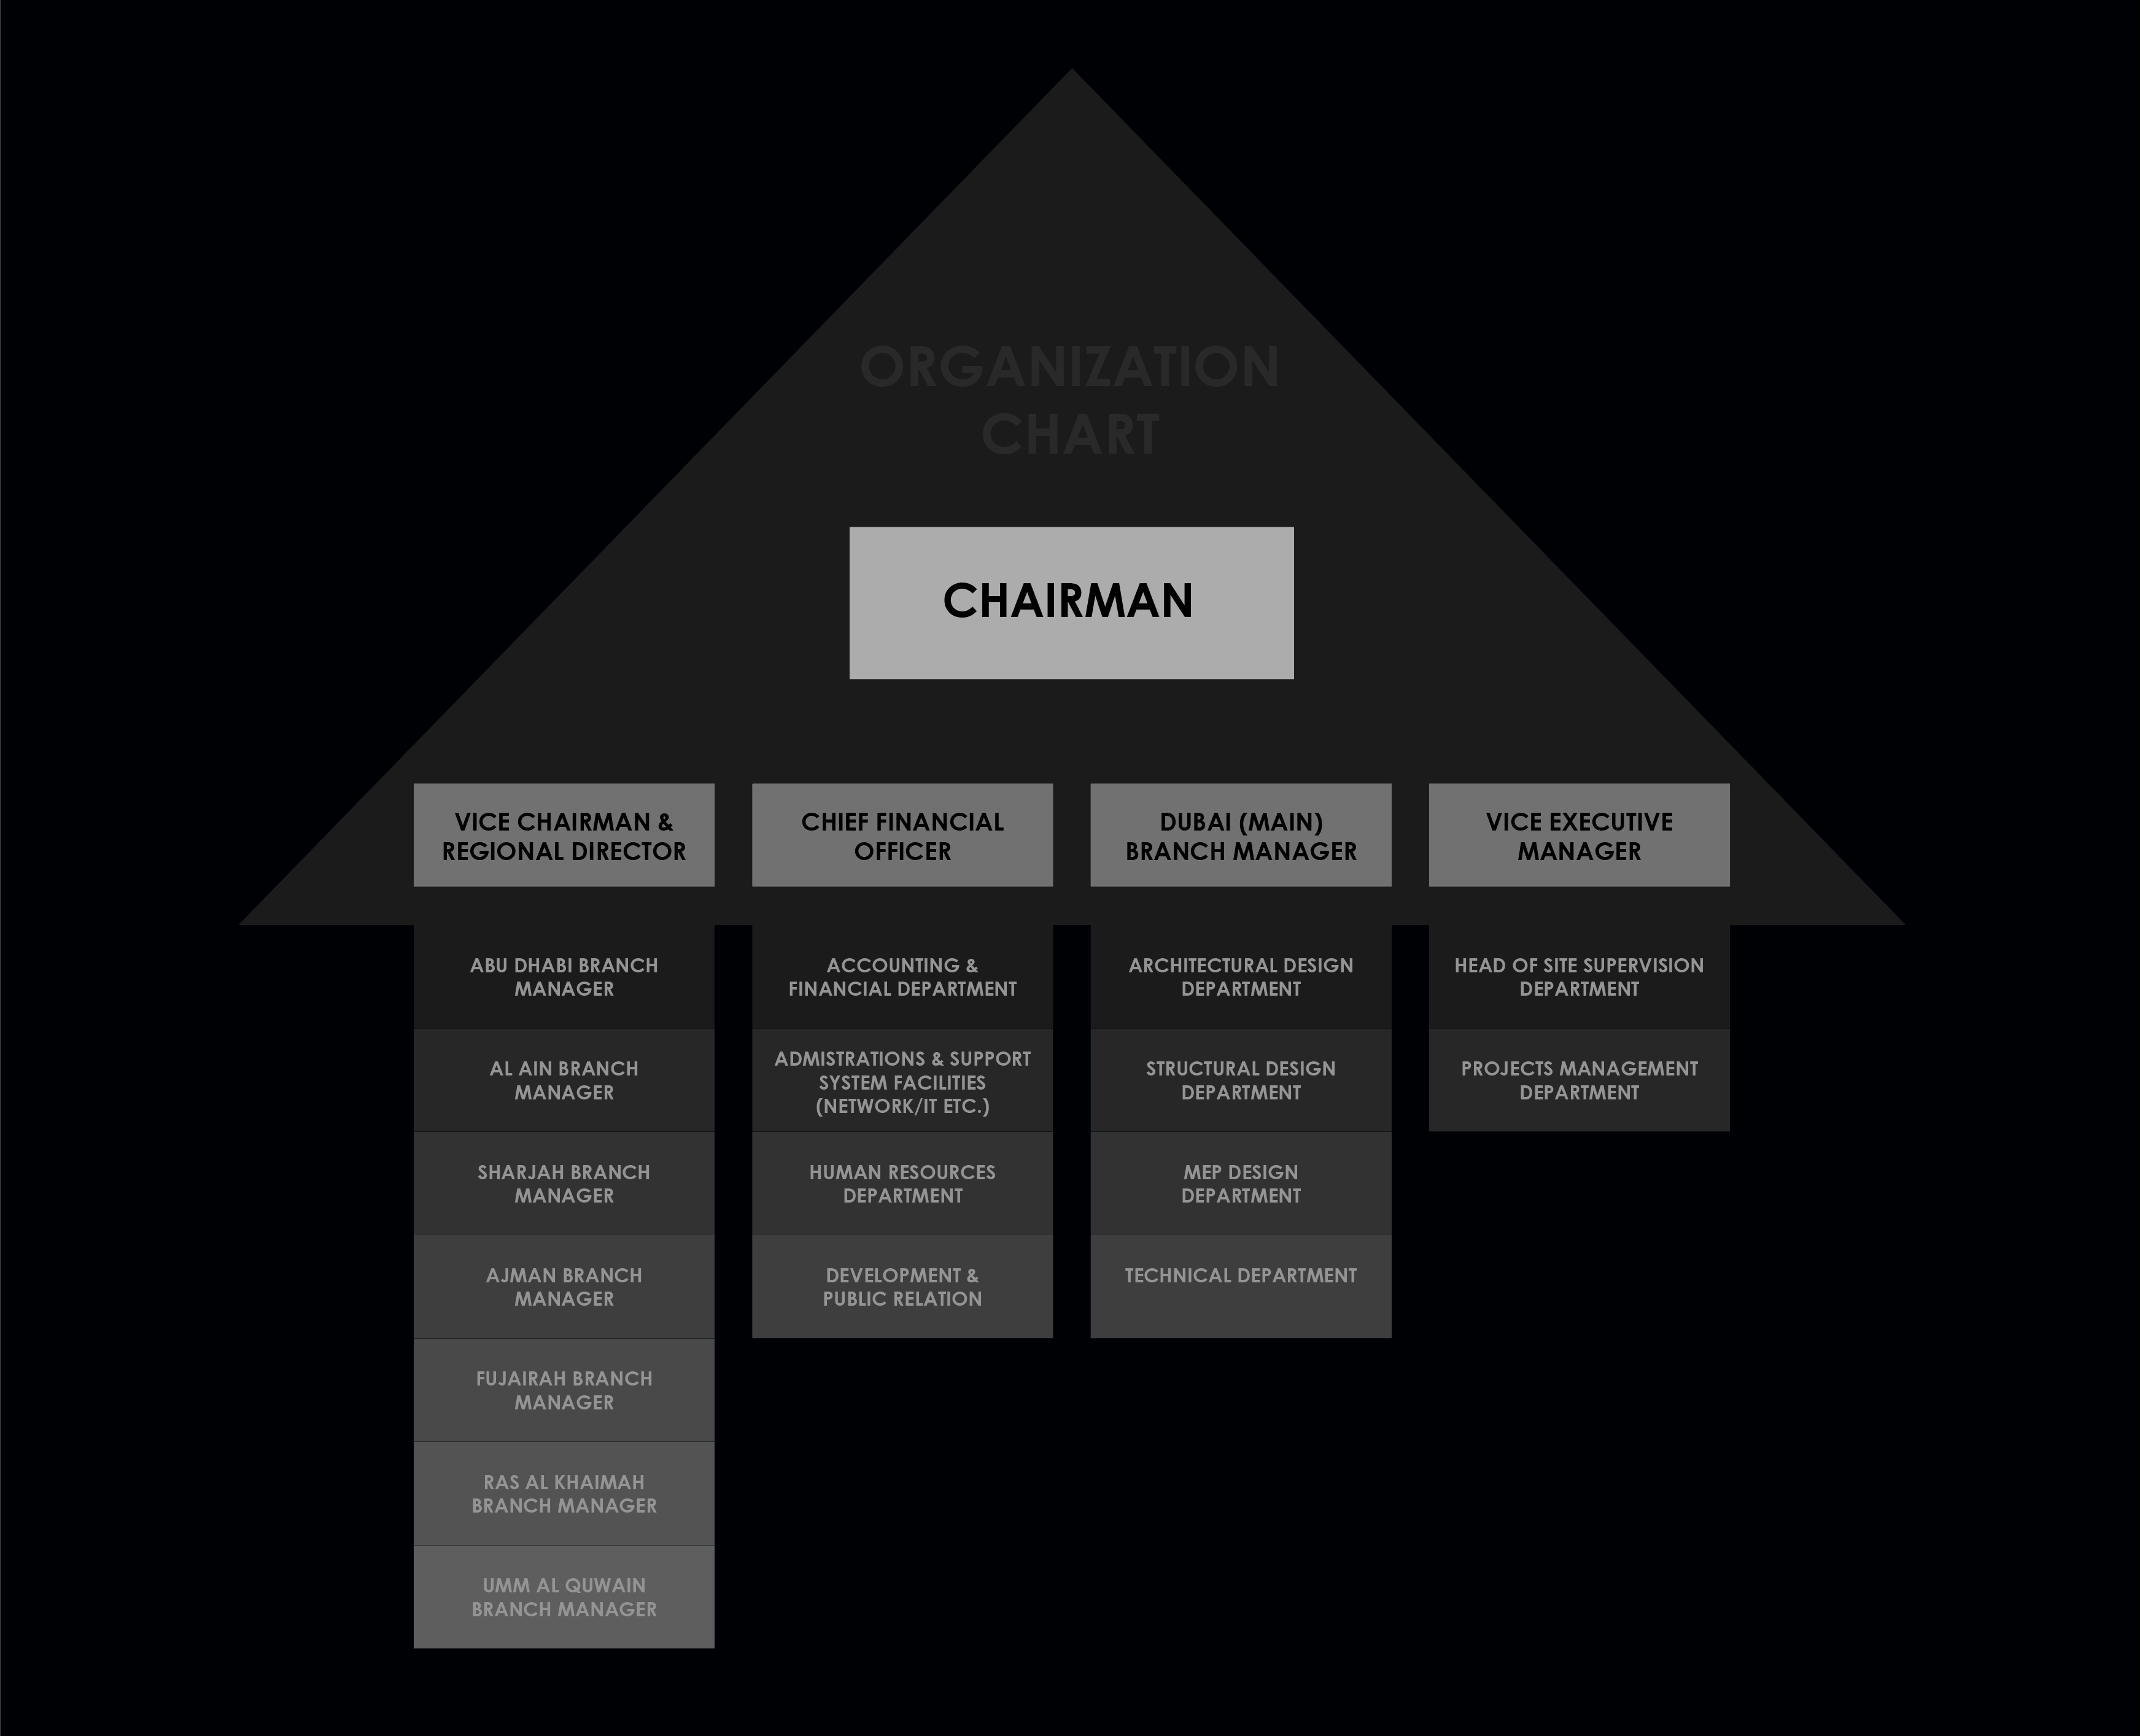 ORGANIZATION
CHART
CHAIRMAN
VICE CHAIRMAN &
REGIONAL DIRECTOR
CHIEF FINANCIAL
OFFICER
DUBAI (MAIN)
BRANCH MANAGER
VICE EXECUTIVE
MANAGER
ABU DHABI BRANCH
MANAGER
AL AIN BRANCH
MANAGER
SHARJAH BRANCH
MANAGER
AJMAN BRANCH
MANAGER
FUJAIRAH BRANCH
MANAGER
RAS AL KHAIMAH
BRANCH MANAGER
UMM AL QUWAIN
BRANCH MANAGER
ACCOUNTING &
FINANCIAL DEPARTMENT
ADMISTRATIONS & SUPPORT
SYSTEM FACILITIES
(NETWORK/IT ETC.)
HUMAN RESOURCES
DEPARTMENT
DEVELOPMENT &
PUBLIC RELATION
ARCHITECTURAL DESIGN
DEPARTMENT
STRUCTURAL DESIGN
DEPARTMENT
MEP DESIGN
DEPARTMENT
TECHNICAL DEPARTMENT
HEAD OF SITE SUPERVISION
DEPARTMENT
PROJECTS MANAGEMENT
DEPARTMENT